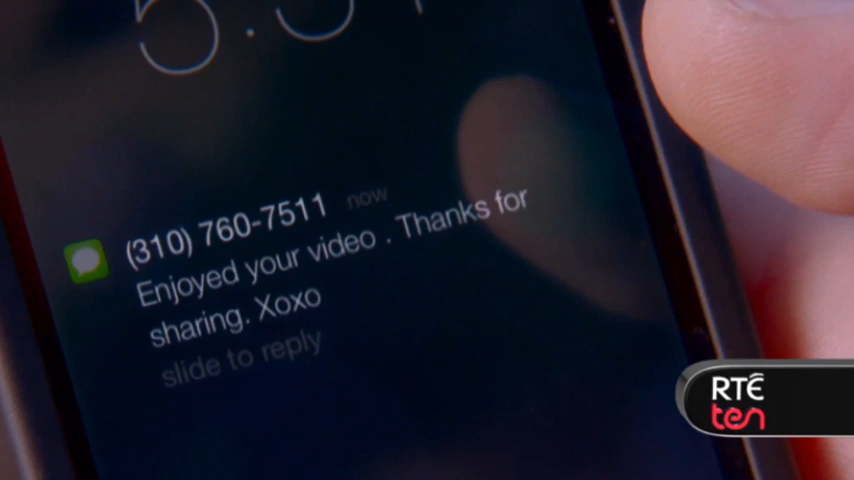 (310) 760-7511 now
Enjoyed your video . Thanks for
sharing. Xoxo
slide to reply
RTÉ
ten